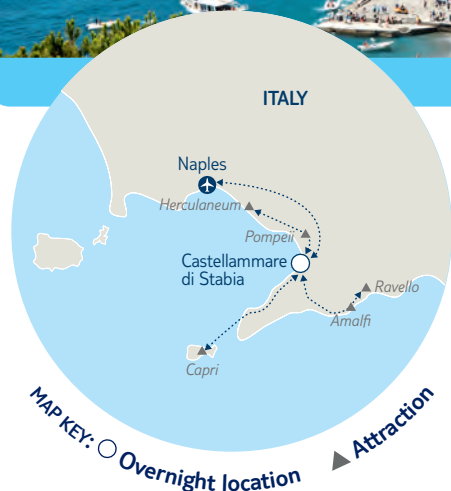 ITALY
Naples
Herculaneum
Pompeii
Castellammare
di Stabia
Ravello
Amalfi
Capri
MAP KEY: Overnight location Attraction